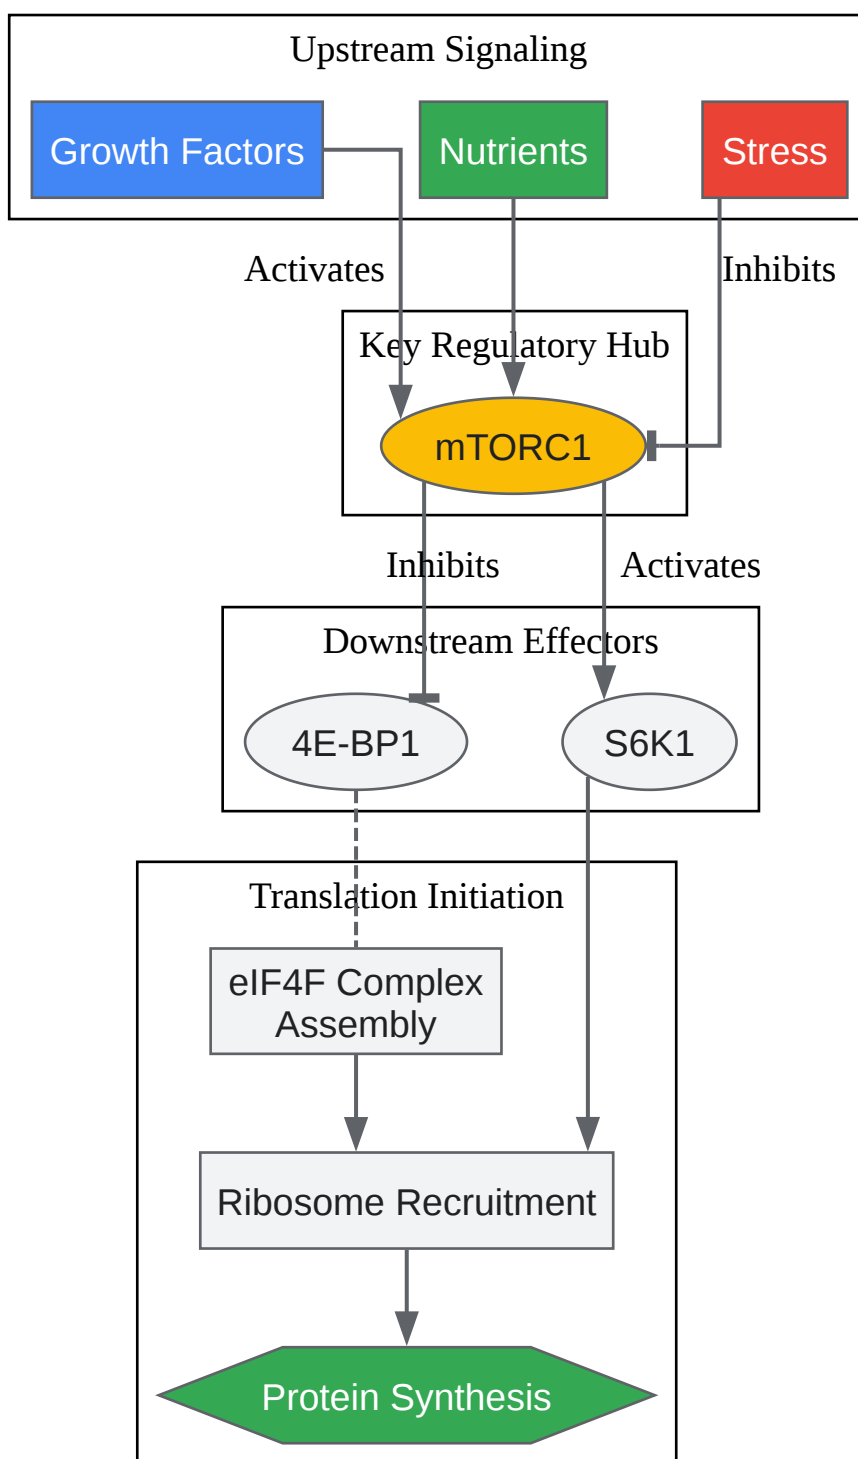 Upstream Signaling
Growth Factors
Nutrients
Stress
Activates
Inhibits
Key Regulatory Hub
mTORC1
Inhibits
Activates
Downstream Effectors
4E-BP1
S6K1
Translation Initiation
eIF4F Complex
Assembly
Ribosome Recruitment
Protein Synthesis